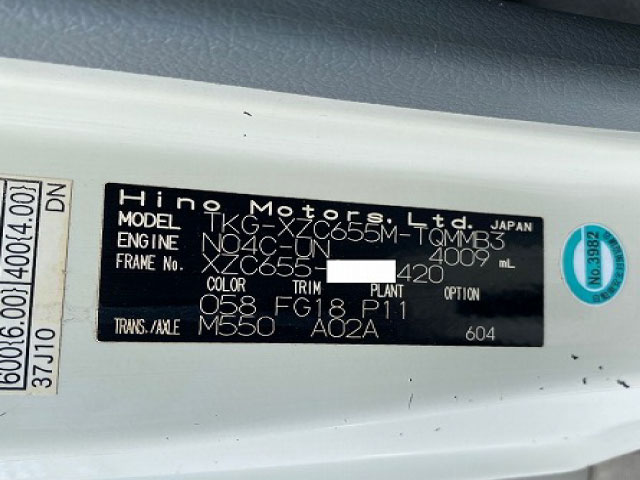 Hino Motors, Ltd. JAPAN
MODEL TKG-XZC655M-TQMMB3
ENGINE N04C-UN 4009 mL
FRAME No. XZC655- 420
COLOR TRIM PLANT OPTION
058 FG18 P11
TRANS./AXLE M550 A02A 604
600{6.00} 400{4.00}
37J10 DN
No.3982